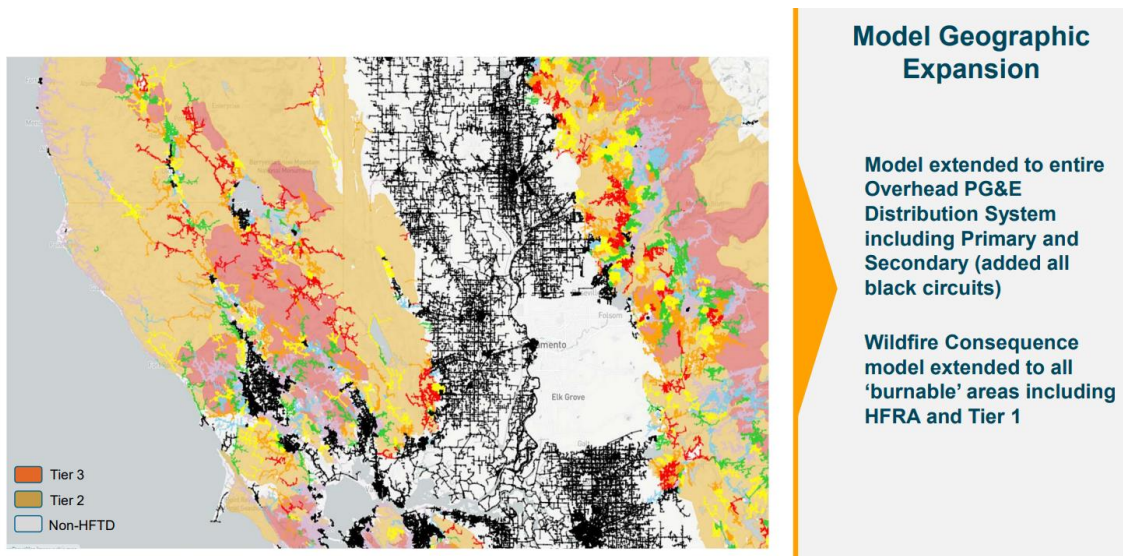 Model Geographic
Expansion
Model extended to entire
Overhead PG&E
Distribution System
including Primary and
Secondary (added all
black circuits)
Wildfire Consequence
model extended to all
‘burnable’ areas including
HFRA and Tier 1
Folsom
mento
Elk Grove
Tier 3
Tier 2
Non-HFTD